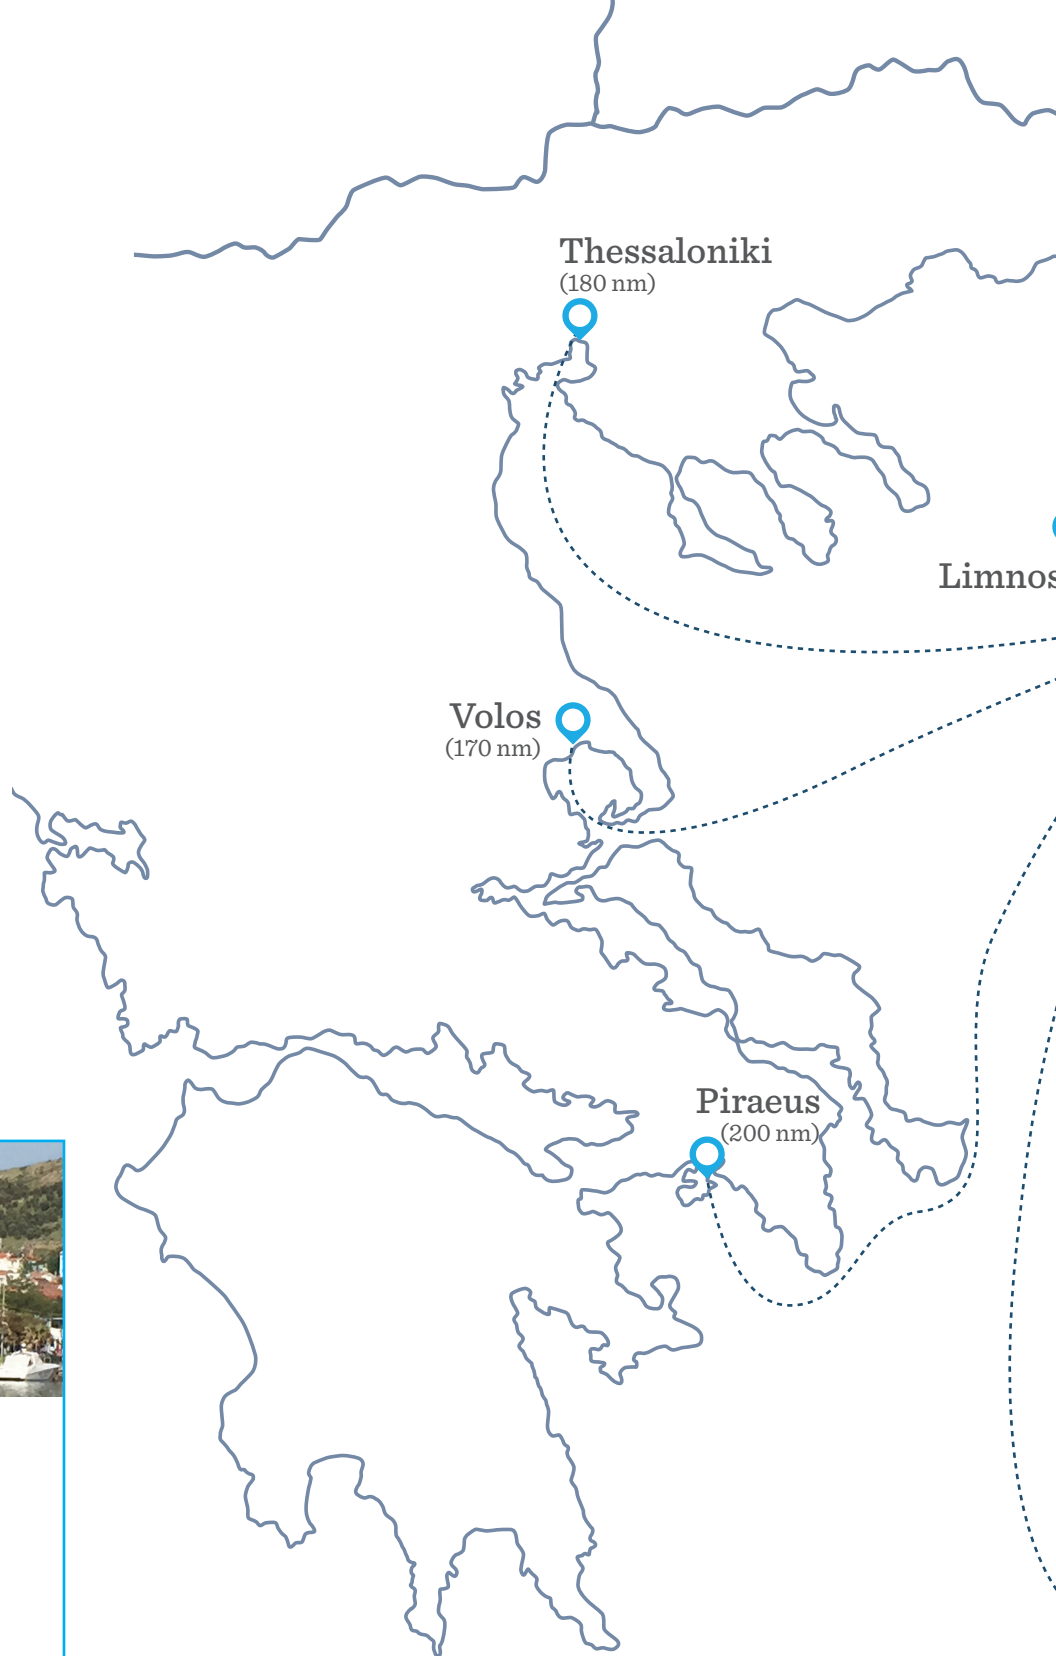 Thessaloniki
(180 nm)
Limnos
Volos
(170 nm)
Piraeus
(200 nm)